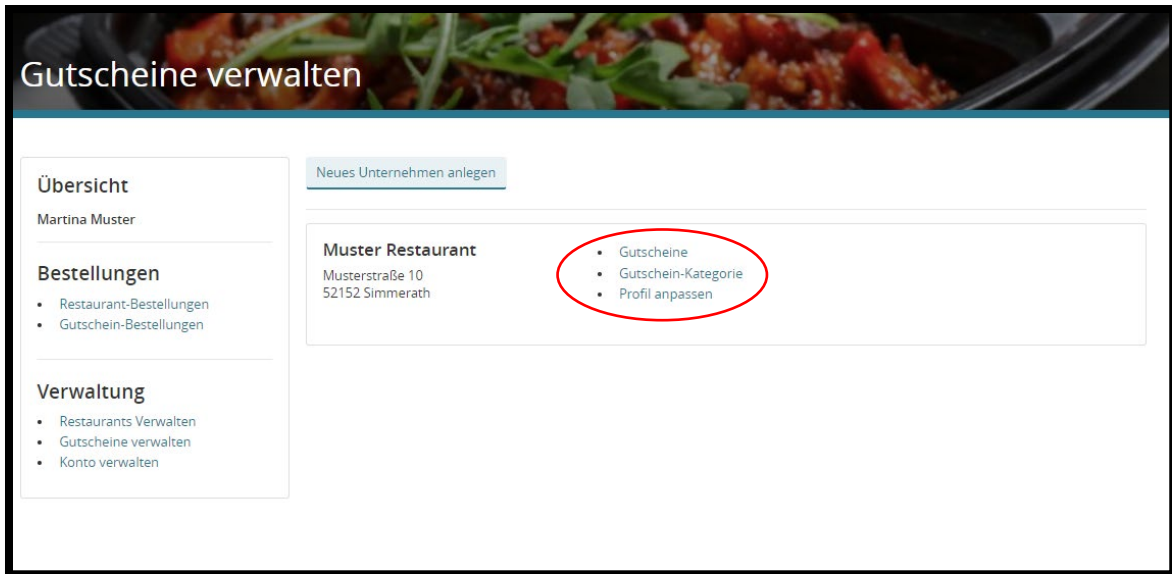 Gutscheine verwalten
Übersicht
Martina Muster
Bestellungen
Restaurant-Bestellungen
Gutschein-Bestellungen
Verwaltung
Restaurants Verwalten
Gutscheine verwalten
Konto verwalten
Neues Unternehmen anlegen
Muster Restaurant
Musterstraße 10
52152 Simmerath
Gutscheine
Gutschein-Kategorie
Profil anpassen